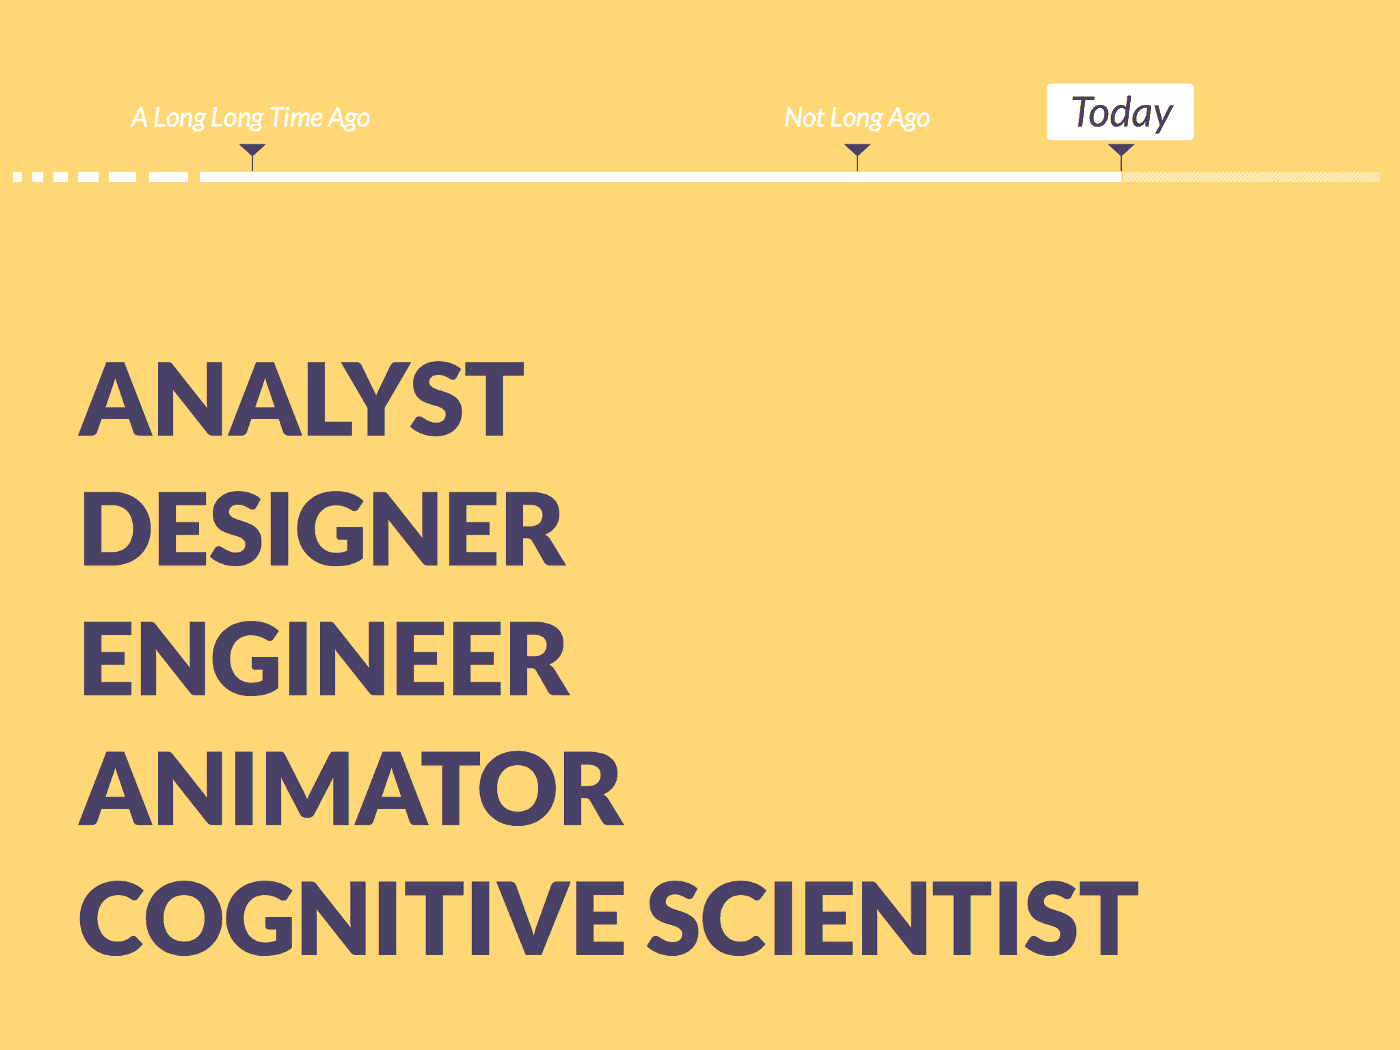 A Long Long Time Ago
Not Long Ago
Today
ANALYST
DESIGNER
ENGINEER
ANIMATOR
COGNITIVE SCIENTIST